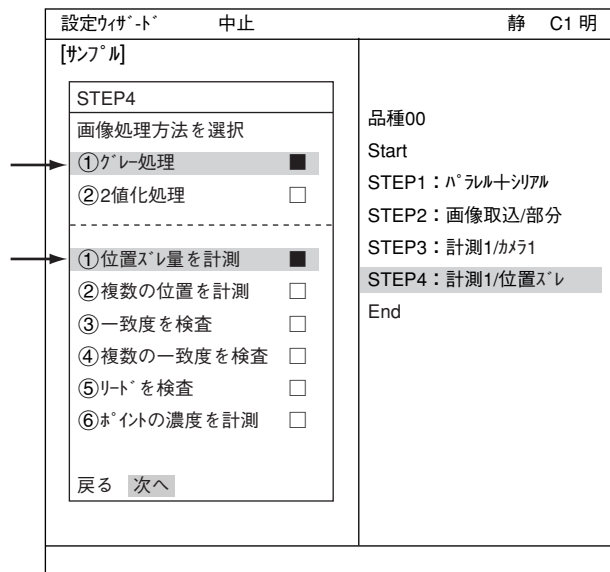 設定ｳｨｻﾞ-ﾄﾞ 中止 静 C1 明
[ｻﾝﾌﾟﾙ]
STEP4
画像処理方法を選択
①ｸﾞﾚｰ処理 ■
②2値化処理 □
①位置ｽﾞﾚ量を計測 ■
②複数の位置を計測 □
③一致度を検査 □
④複数の一致度を検査 □
⑤ﾘｰﾄﾞを検査 □
⑥ﾎﾟｲﾝﾄの濃度を計測 □
戻る 次へ
品種00
Start
STEP1：ﾊﾟﾗﾚﾙ＋ｼﾘｱﾙ
STEP2：画像取込/部分
STEP3：計測1/ｶﾒﾗ1
STEP4：計測1/位置ｽﾞﾚ
End